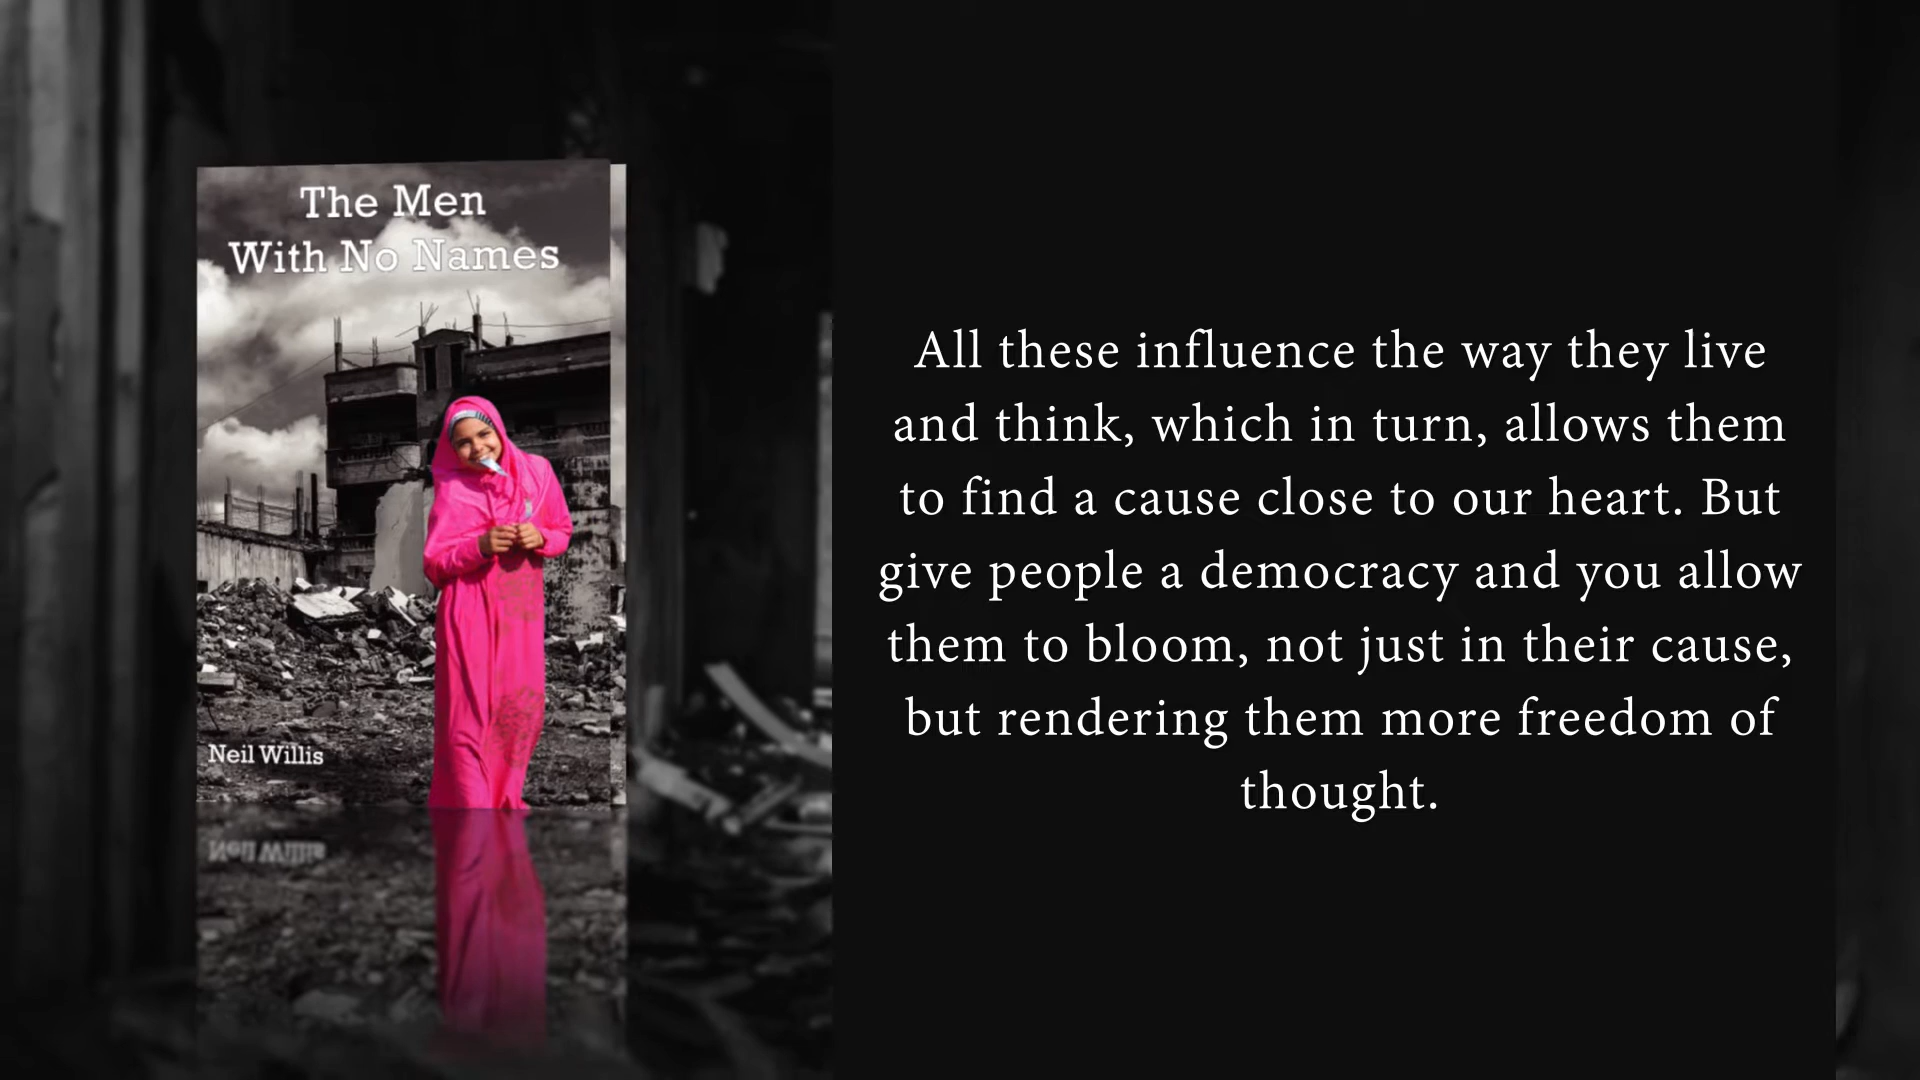 The Men
With No Names
Neil Willis
Neil Willis
All these influence the way they live
and think, which in turn, allows them
to find a cause close to our heart. But
give people a democracy and you allow
them to bloom, not just in their cause,
but rendering them more freedom of
thought.